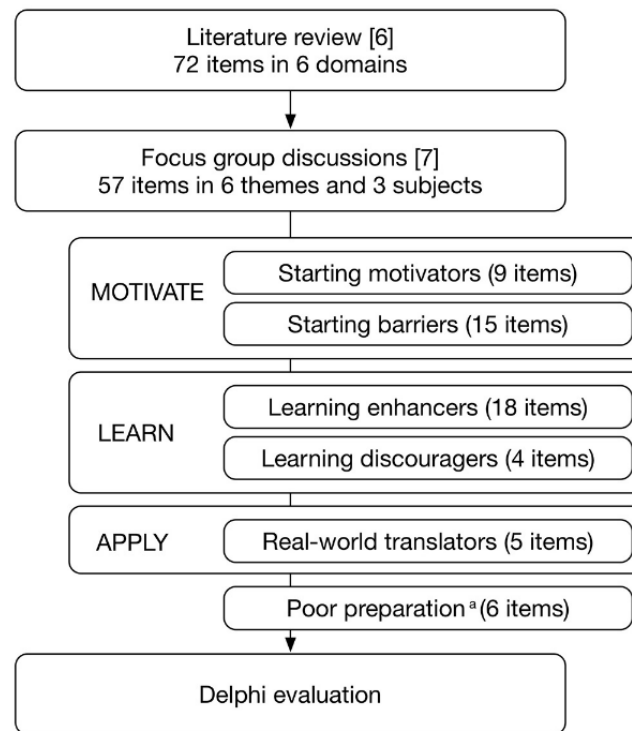 Literature review [6]
72 items in 6 domains
Focus group discussions [7]
57 items in 6 themes and 3 subjects
MOTIVATE
Starting motivators (9 items)
Starting barriers (15 items)
LEARN
Learning enhancers (18 items)
Learning discouragers (4 items)
APPLY
Real-world translators (5 items)
Poor preparation ᵃ (6 items)
Delphi evaluation